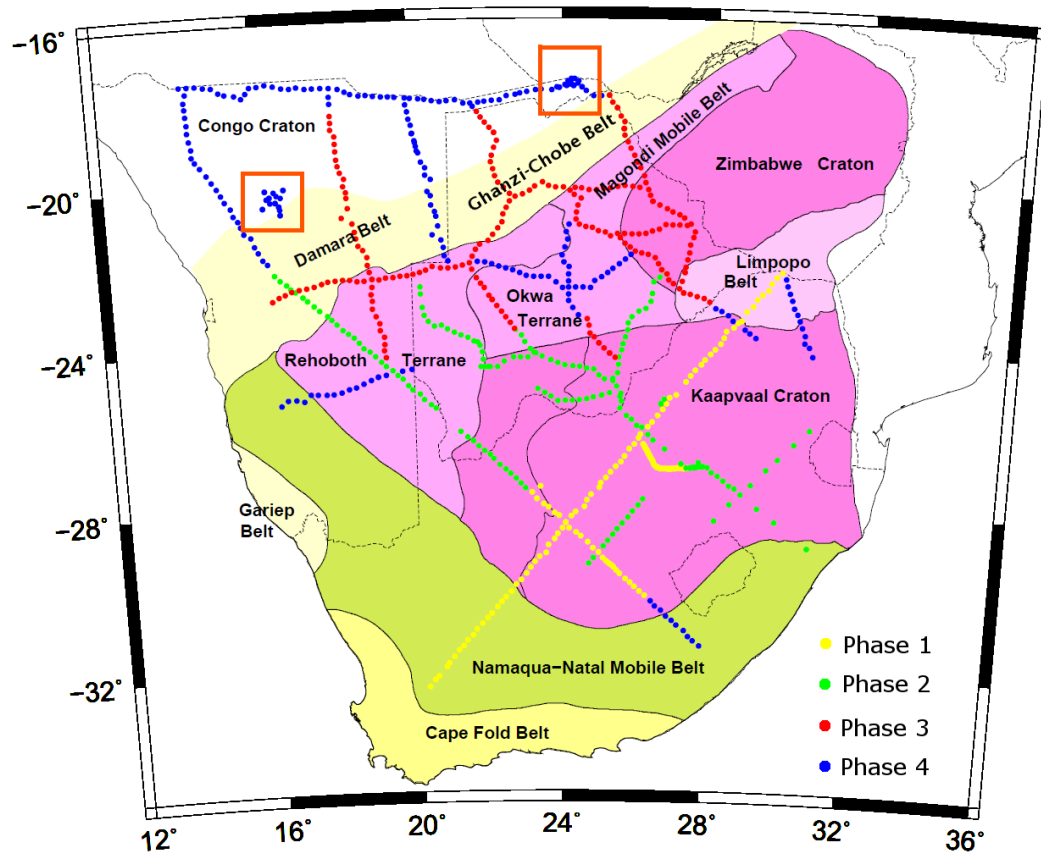 −16˚
−20˚
−24˚
−28˚
−32˚
Congo Craton
Ghanzi-Chobe Belt
Magondi Mobile Belt
Zimbabwe Craton
Damara Belt
Limpopo
Belt
Okwa
Terrane
Rehoboth Terrane
Kaapvaal Craton
Gariep
Belt
Namaqua−Natal Mobile Belt
Cape Fold Belt
Phase 1
Phase 2
Phase 3
Phase 4
12˚
16˚
20˚
24˚
28˚
32˚
36˚